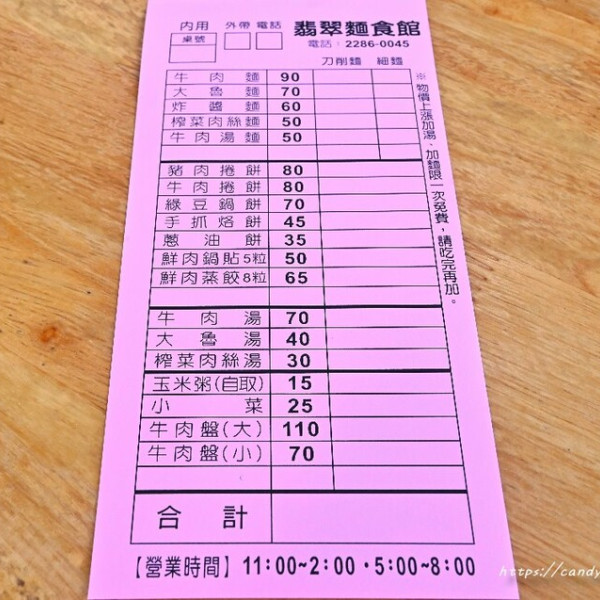 內用 外帶 電話 翡翠麵食館
桌號 電話：2286-0045
刀削麵 細麵
牛肉麵 90
大魯麵 70
炸醬麵 60
榨菜肉絲麵 50
牛肉湯麵 50
豬肉捲餅 80
牛肉捲餅 80
綠豆鍋餅 70
手抓烙餅 45
蔥油餅 35
鮮肉鍋貼5粒 50
鮮肉蒸餃8粒 65
牛肉湯 70
大魯湯 40
榨菜肉絲湯 30
玉米粥(自取) 15
小菜 25
牛肉盤(大) 110
牛肉盤(小) 70
合計
※物價上漲加湯、加麵限一次免費，請吃完再加。
【營業時間】11:00~2:00・5:00~8:00
https://candy